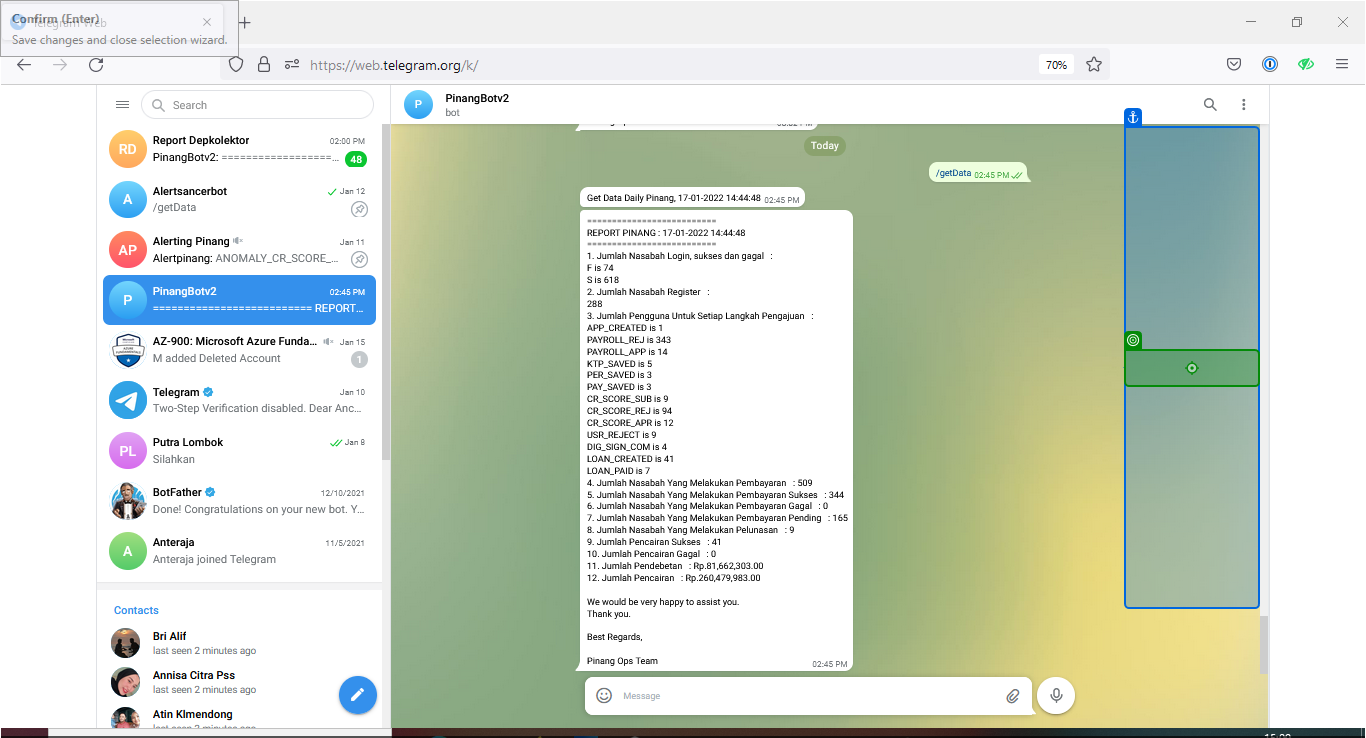 Confirm (Enter)
Telegram Web
Save changes and close selection wizard.
https://web.telegram.org/k/
70%
Search
RD
Report Depkolektor
02:00 PM
PinangBotv2: ===================...
48
A
Alertsancerbot
Jan 12
/getData
AP
Alerting Pinang
Jan 11
Alertpinang: ANOMALY_CR_SCORE_...
P
PinangBotv2
02:45 PM
========================== REPORT...
AZ-900: Microsoft Azure Funda...
Jan 15
M added Deleted Account
1
Telegram
Jan 10
Two-Step Verification disabled. Dear Anc...
PL
Putra Lombok
Jan 8
Silahkan
BotFather
12/10/2021
Done! Congratulations on your new bot. Y...
A
Anteraja
11/5/2021
Anteraja joined Telegram
Contacts
Bri Alif
last seen 2 minutes ago
Annisa Citra Pss
last seen 2 minutes ago
Atin Klmendong
P
PinangBotv2
bot
Today
/getData 02:45 PM
Get Data Daily Pinang, 17-01-2022 14:44:48 02:45 PM
==========================
REPORT PINANG : 17-01-2022 14:44:48
==========================
1. Jumlah Nasabah Login, sukses dan gagal :
F is 74
S is 618
2. Jumlah Nasabah Register :
288
3. Jumlah Pengguna Untuk Setiap Langkah Pengajuan :
APP_CREATED is 1
PAYROLL_REJ is 343
PAYROLL_APP is 14
KTP_SAVED is 5
PER_SAVED is 3
PAY_SAVED is 3
CR_SCORE_SUB is 9
CR_SCORE_REJ is 94
CR_SCORE_APR is 12
USR_REJECT is 9
DIG_SIGN_COM is 4
LOAN_CREATED is 41
LOAN_PAID is 7
4. Jumlah Nasabah Yang Melakukan Pembayaran : 509
5. Jumlah Nasabah Yang Melakukan Pembayaran Sukses : 344
6. Jumlah Nasabah Yang Melakukan Pembayaran Gagal : 0
7. Jumlah Nasabah Yang Melakukan Pembayaran Pending : 165
8. Jumlah Nasabah Yang Melakukan Pelunasan : 9
9. Jumlah Pencairan Sukses : 41
10. Jumlah Pencairan Gagal : 0
11. Jumlah Pendebetan : Rp.81,662,303.00
12. Jumlah Pencairan : Rp.260,479,983.00
We would be very happy to assist you.
Thank you.
Best Regards,
Pinang Ops Team
02:45 PM
Message